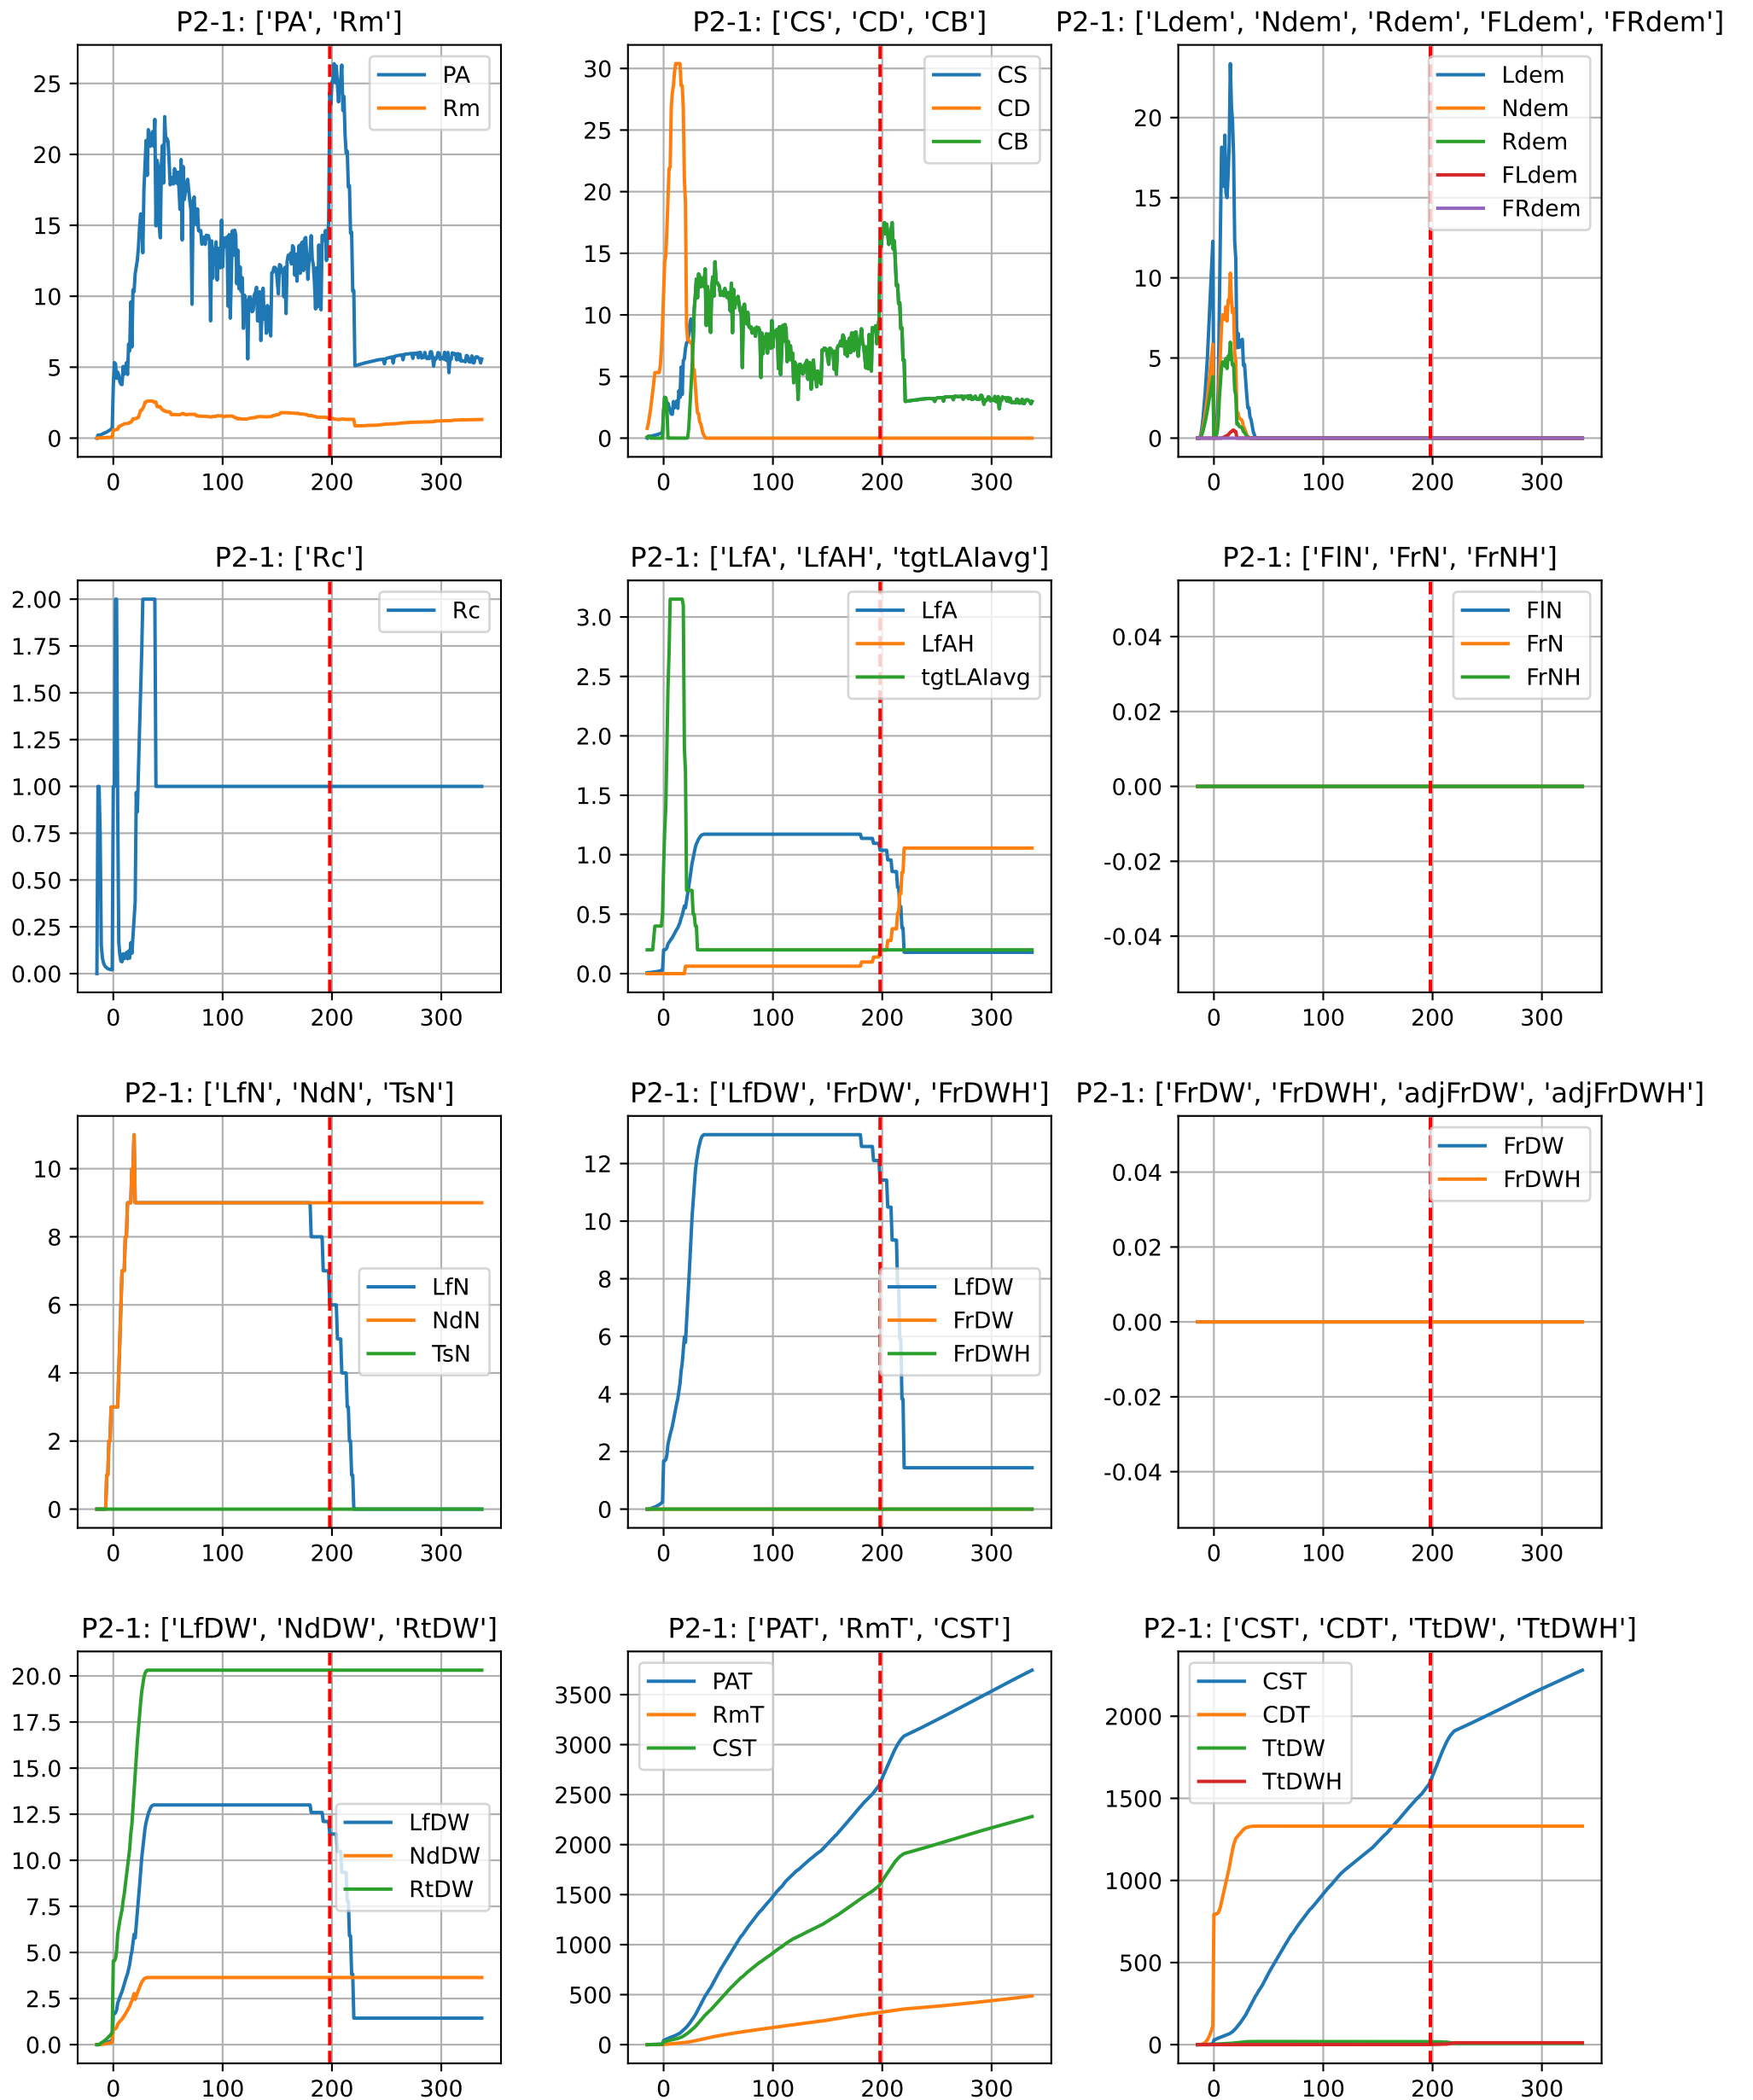 P2-1: ['PA', 'Rm']
25
20
15
10
5
0
0 100 200 300
PA
Rm
P2-1: ['CS', 'CD', 'CB']
30
25
20
15
10
5
0
0 100 200 300
CS
CD
CB
P2-1: ['Ldem', 'Ndem', 'Rdem', 'FLdem', 'FRdem']
20
15
10
5
0
0 100 200 300
Ldem
Ndem
Rdem
FLdem
FRdem
P2-1: ['Rc']
2.00
1.75
1.50
1.25
1.00
0.75
0.50
0.25
0.00
0 100 200 300
Rc
P2-1: ['LfA', 'LfAH', 'tgtLAIavg']
3.0
2.5
2.0
1.5
1.0
0.5
0.0
0 100 200 300
LfA
LfAH
tgtLAIavg
P2-1: ['FlN', 'FrN', 'FrNH']
0.04
0.02
0.00
-0.02
-0.04
0 100 200 300
FlN
FrN
FrNH
P2-1: ['LfN', 'NdN', 'TsN']
10
8
6
4
2
0
0 100 200 300
LfN
NdN
TsN
P2-1: ['LfDW', 'FrDW', 'FrDWH']
12
10
8
6
4
2
0
0 100 200 300
LfDW
FrDW
FrDWH
P2-1: ['FrDW', 'FrDWH', 'adjFrDW', 'adjFrDWH']
0.04
0.02
0.00
-0.02
-0.04
0 100 200 300
FrDW
FrDWH
P2-1: ['LfDW', 'NdDW', 'RtDW']
20.0
17.5
15.0
12.5
10.0
7.5
5.0
2.5
0.0
0 100 200 300
LfDW
NdDW
RtDW
P2-1: ['PAT', 'RmT', 'CST']
3500
3000
2500
2000
1500
1000
500
0
0 100 200 300
PAT
RmT
CST
P2-1: ['CST', 'CDT', 'TtDW', 'TtDWH']
2000
1500
1000
500
0
0 100 200 300
CST
CDT
TtDW
TtDWH